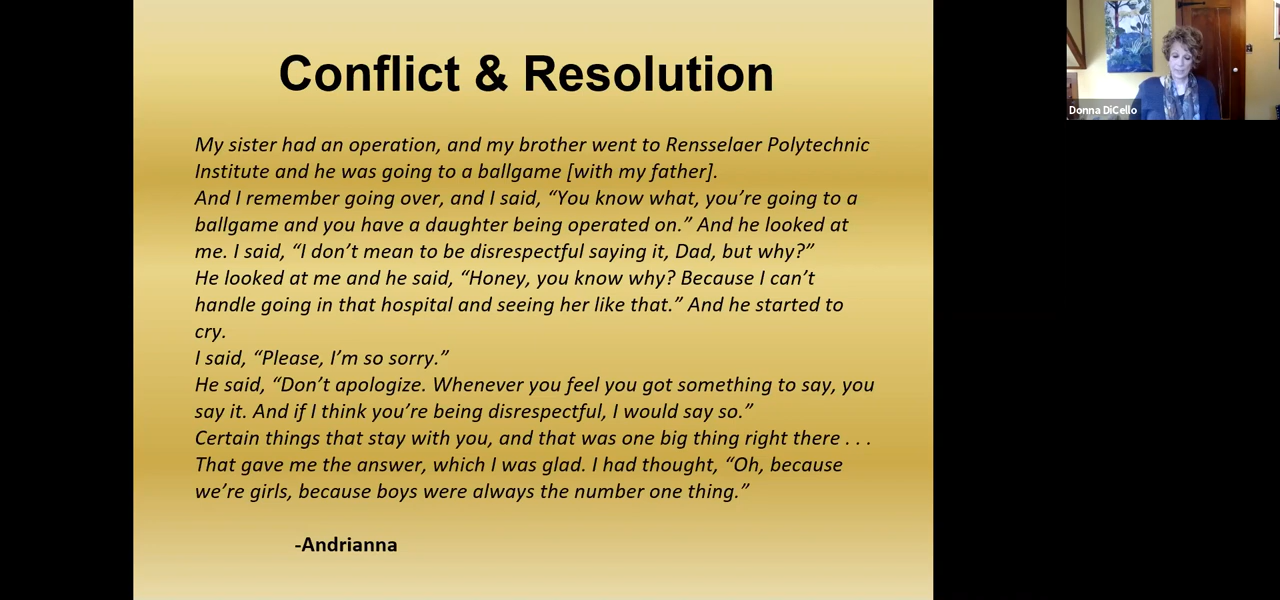 Conflict & Resolution
My sister had an operation, and my brother went to Rensselaer Polytechnic
Institute and he was going to a ballgame [with my father].
And I remember going over, and I said, “You know what, you’re going to a
ballgame and you have a daughter being operated on.” And he looked at
me. I said, “I don’t mean to be disrespectful saying it, Dad, but why?”
He looked at me and he said, “Honey, you know why? Because I can’t
handle going in that hospital and seeing her like that.” And he started to
cry.
I said, “Please, I’m so sorry.”
He said, “Don’t apologize. Whenever you feel you got something to say, you
say it. And if I think you’re being disrespectful, I would say so.”
Certain things that stay with you, and that was one big thing right there . . .
That gave me the answer, which I was glad. I had thought, “Oh, because
we’re girls, because boys were always the number one thing.”
-Andrianna
Donna DiCello